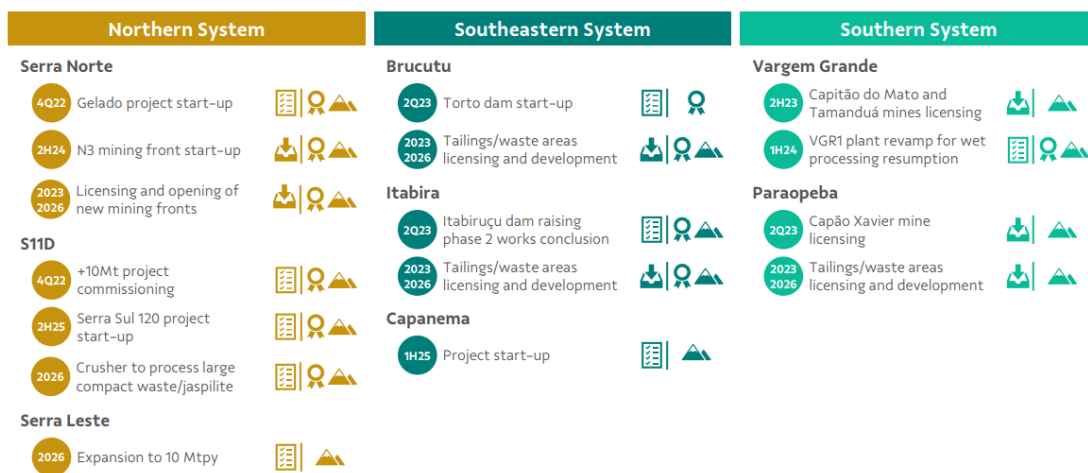 Northern System
Serra Norte
4Q22
Gelado project start-up
2H24
N3 mining front start-up
2023
2026
Licensing and opening of
new mining fronts
S11D
4Q22
+10Mt project
commissioning
2H25
Serra Sul 120 project
start-up
2026
Crusher to process large
compact waste/jaspilite
Serra Leste
2026
Expansion to 10 Mtpy
Southeastern System
Brucutu
2Q23
Torto dam start-up
2023
2026
Tailings/waste areas
licensing and development
Itabira
2Q23
Itabiruçu dam raising
phase 2 works conclusion
2023
2026
Tailings/waste areas
licensing and development
Capanema
1H25
Project start-up
Southern System
Vargem Grande
2H23
Capitão do Mato and
Tamanduá mines licensing
1H24
VGR1 plant revamp for wet
processing resumption
Paraopeba
2Q23
Capão Xavier mine
licensing
2023
2026
Tailings/waste areas
licensing and development